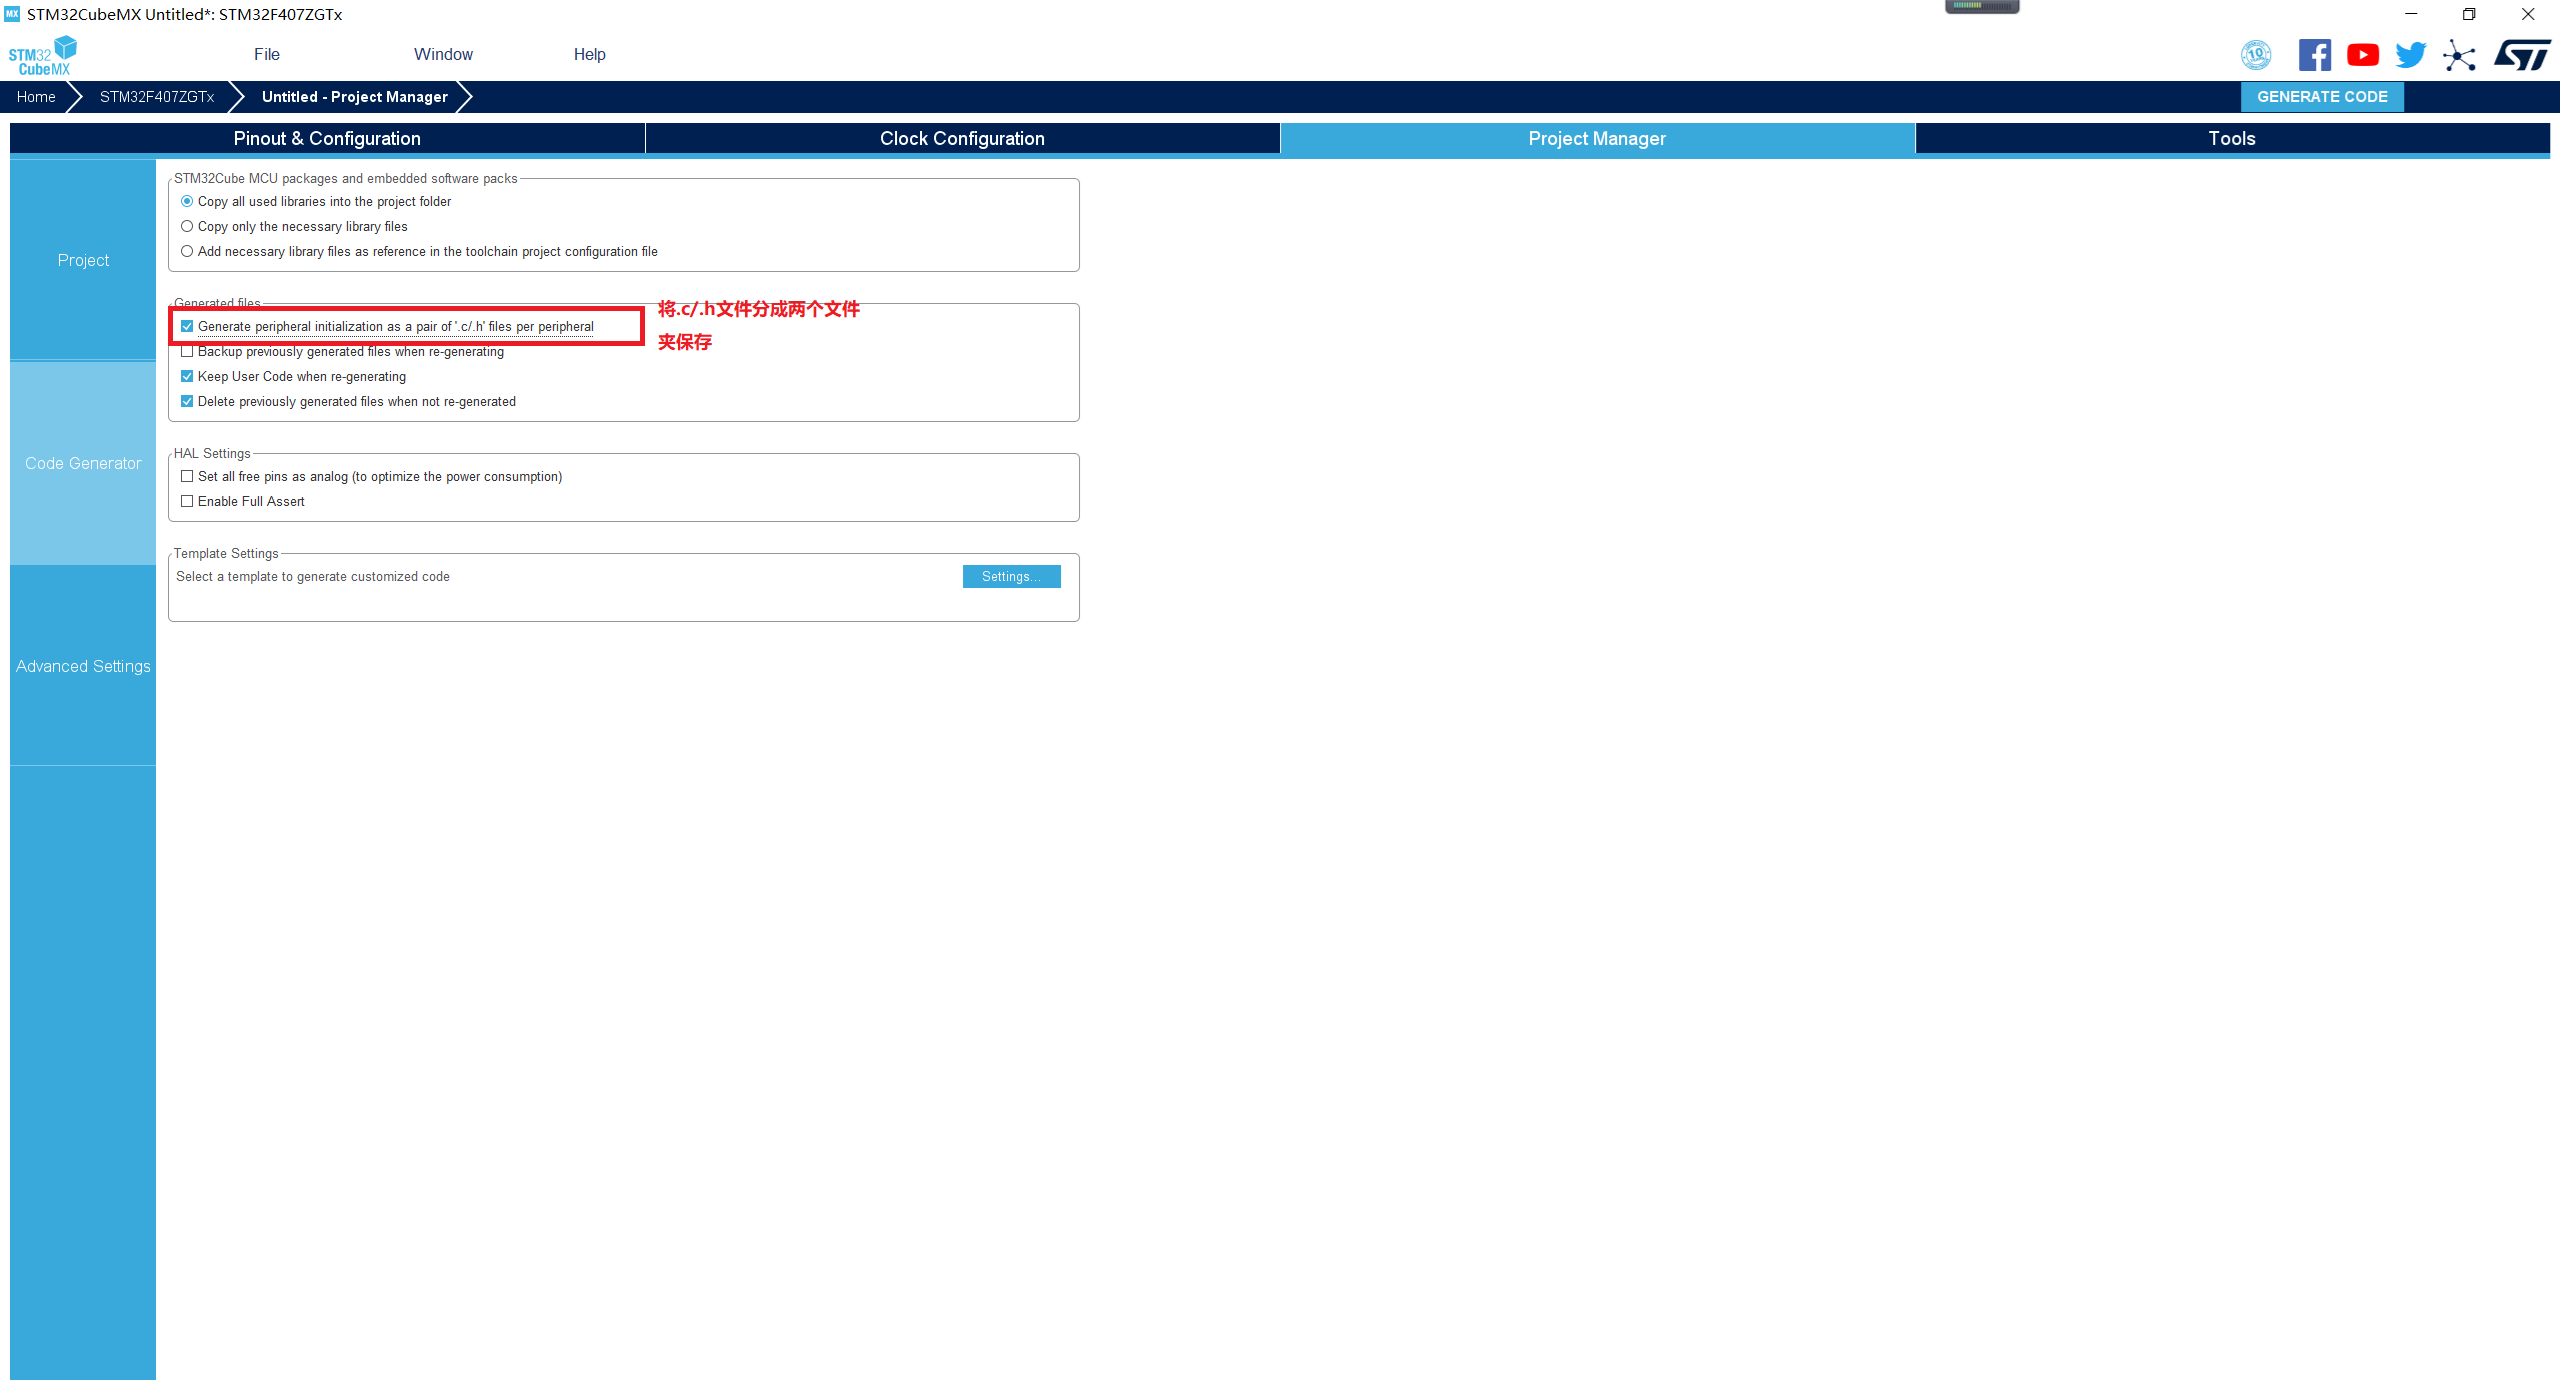 MX STM32CubeMX Untitled*: STM32F407ZGTx
STM32
CubeMX
File
Window
Help
10
ST
Home
STM32F407ZGTx
Untitled - Project Manager
GENERATE CODE
Pinout & Configuration
Clock Configuration
Project Manager
Tools
Project
Code Generator
Advanced Settings
STM32Cube MCU packages and embedded software packs
Copy all used libraries into the project folder
Copy only the necessary library files
Add necessary library files as reference in the toolchain project configuration file
Generated files
Generate peripheral initialization as a pair of '.c/.h' files per peripheral
将.c/.h文件分成两个文件
夹保存
Backup previously generated files when re-generating
Keep User Code when re-generating
Delete previously generated files when not re-generated
HAL Settings
Set all free pins as analog (to optimize the power consumption)
Enable Full Assert
Template Settings
Select a template to generate customized code
Settings...